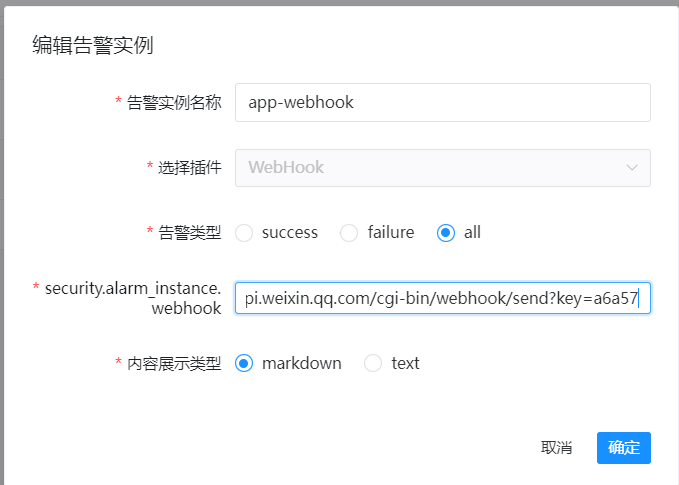 编辑告警实例
* 告警实例名称 app-webhook
* 选择插件 WebHook
* 告警类型 success failure all
* security.alarm_instance.
webhook pi.weixin.qq.com/cgi-bin/webhook/send?key=a6a57
* 内容展示类型 markdown text
取消 确定